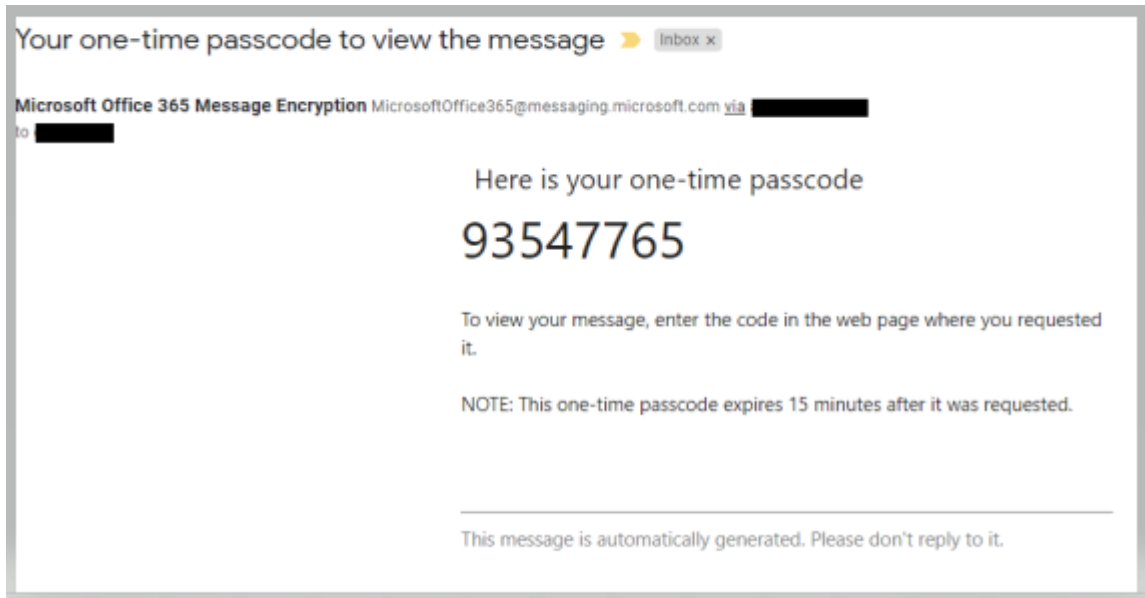 Your one-time passcode to view the message Inbox x
Microsoft Office 365 Message Encryption MicrosoftOffice365@messaging.microsoft.com via
to
Here is your one-time passcode
93547765
To view your message, enter the code in the web page where you requested
it.
NOTE: This one-time passcode expires 15 minutes after it was requested.
This message is automatically generated. Please don't reply to it.